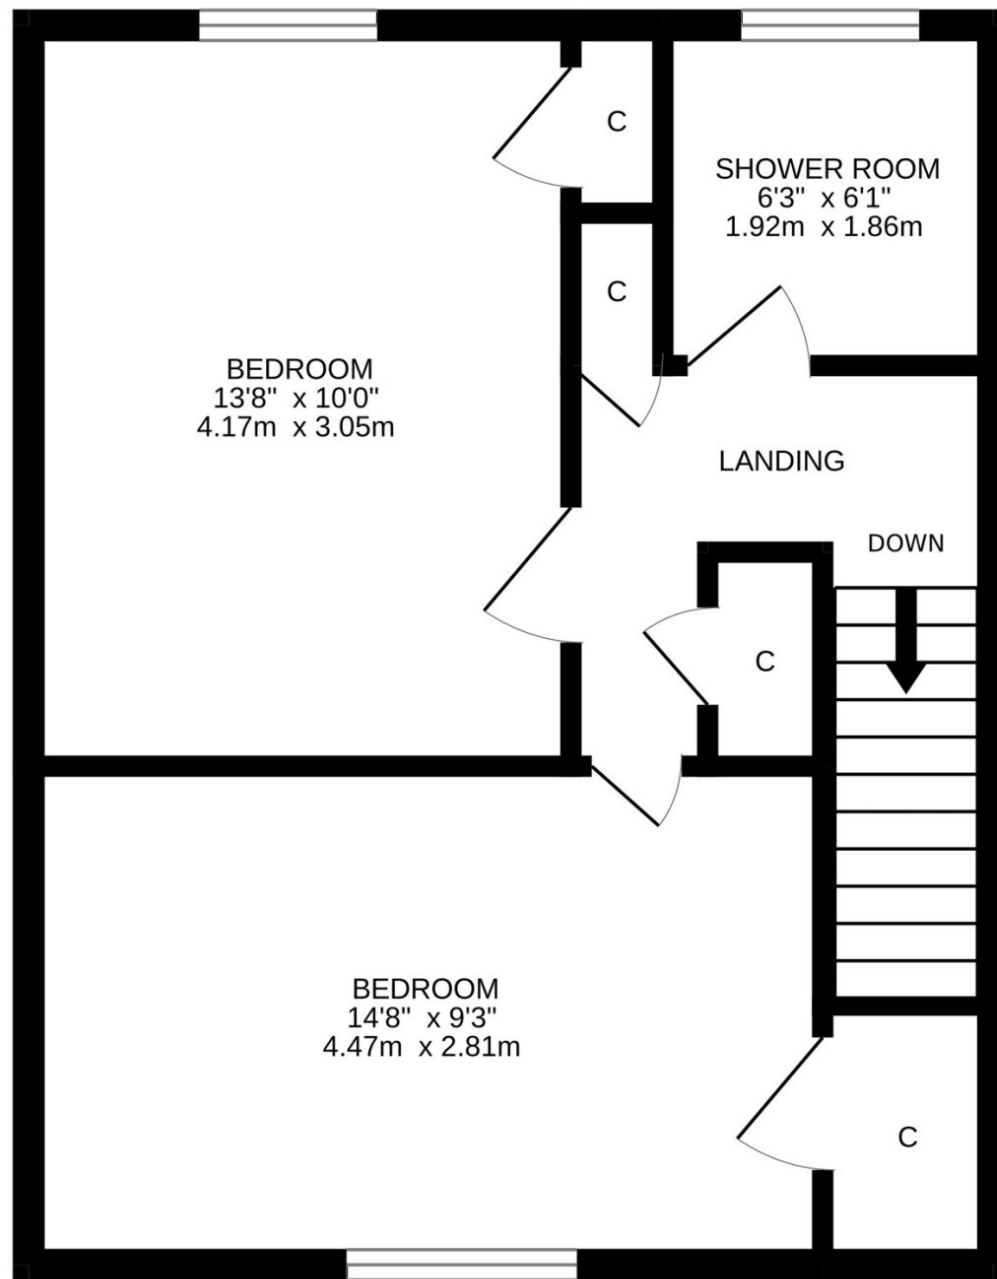 C
SHOWER ROOM
6'3" x 6'1"
1.92m x 1.86m
C
BEDROOM
13'8" x 10'0"
4.17m x 3.05m
LANDING
DOWN
C
BEDROOM
14'8" x 9'3"
4.47m x 2.81m
C